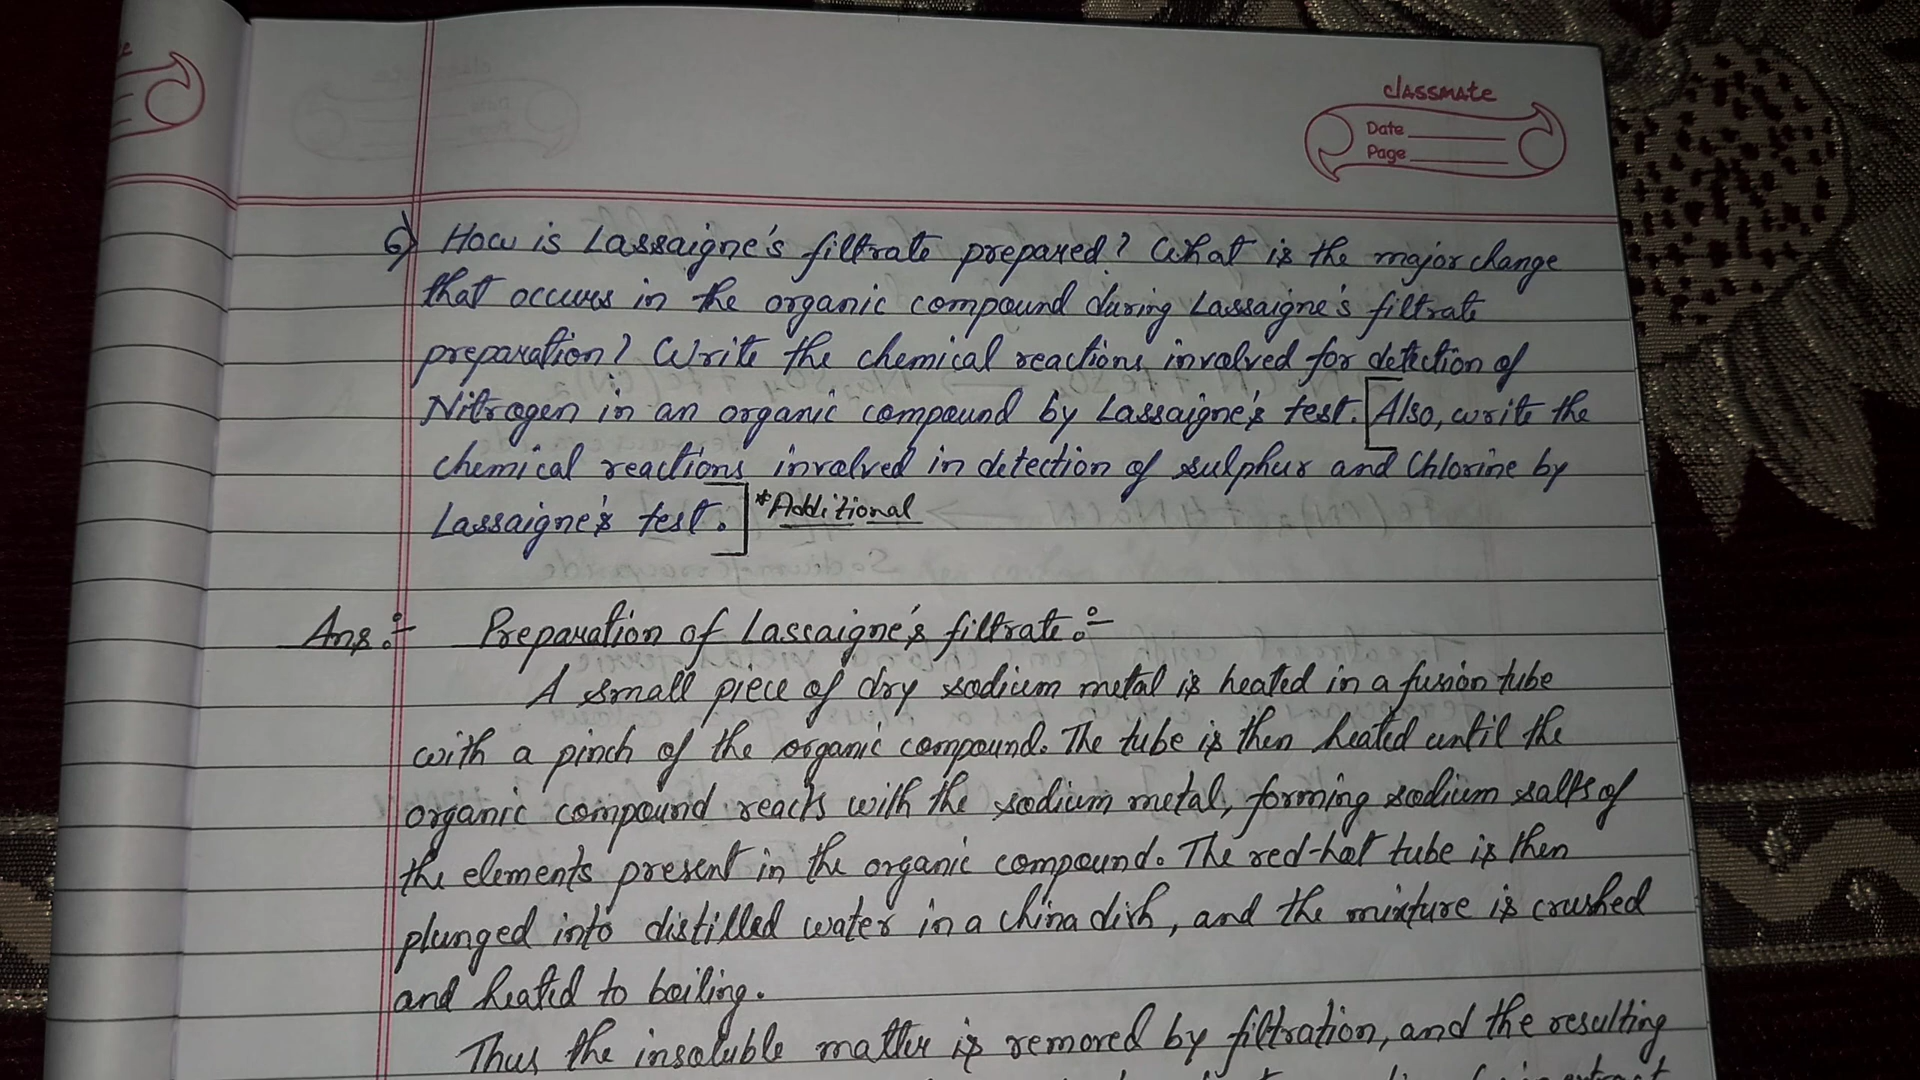 classmate
Date
Page
6) How is Lassaigne's filtrate prepared? What is the major change
that occurs in the organic compound during Lassaigne's filtrate
preparation? Write the chemical reactions involved for detection of
Nitrogen in an organic compound by Lassaigne's test. [Also, write the
chemical reactions involved in detection of sulphur and Chlorine by
Lassaigne's test.] *Additional
Ans:- Preparation of Lassaigne's filtrate:-
A small piece of dry sodium metal is heated in a fusion tube
with a pinch of the organic compound. The tube is then heated until the
organic compound reacts with the sodium metal, forming sodium salts of
the elements present in the organic compound. The red-hot tube is then
plunged into distilled water in a china dish, and the mixture is crushed
and heated to boiling.
Thus the insoluble matter is removed by filtration, and the resulting